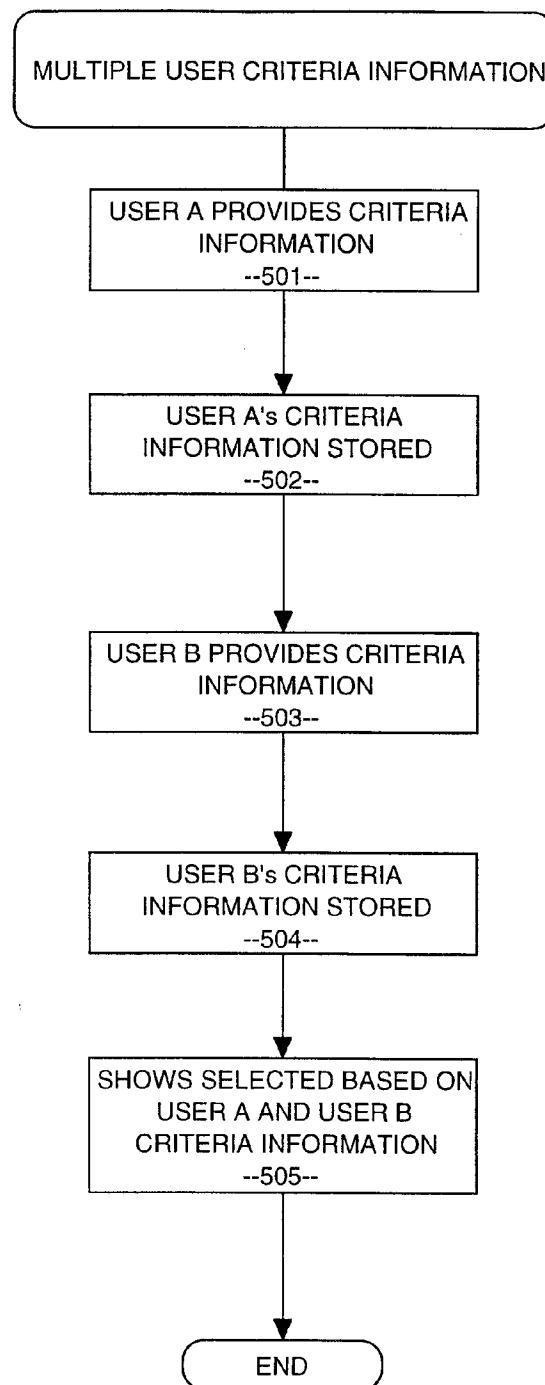 MULTIPLE USER CRITERIA INFORMATION
USER A PROVIDES CRITERIA
INFORMATION
--501--
USER A's CRITERIA
INFORMATION STORED
--502--
USER B PROVIDES CRITERIA
INFORMATION
--503--
USER B's CRITERIA
INFORMATION STORED
--504--
SHOWS SELECTED BASED ON
USER A AND USER B
CRITERIA INFORMATION
--505--
END